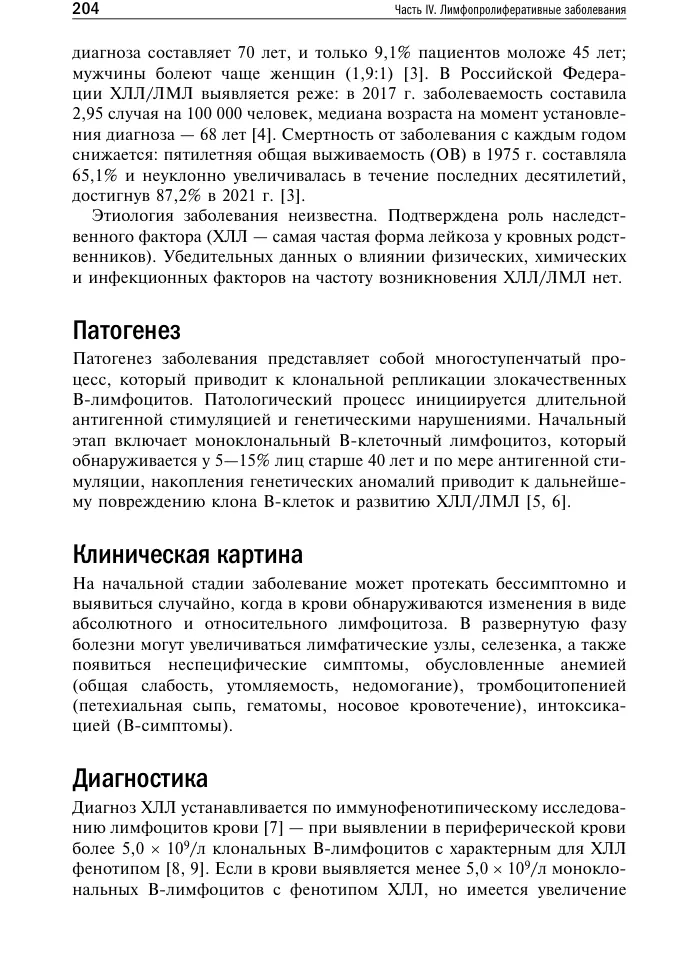 204
Часть IV. Лимфопролиферативные заболевания
диагноза составляет 70 лет, и только 9,1% пациентов моложе 45 лет;
мужчины болеют чаще женщин (1,9:1) [3]. В Российской Федера-
ции ХЛЛ/ЛМЛ выявляется реже: в 2017 г. заболеваемость составила
2,95 случая на 100 000 человек, медиана возраста на момент установле-
ния диагноза — 68 лет [4]. Смертность от заболевания с каждым годом
снижается: пятилетняя общая выживаемость (ОВ) в 1975 г. составляла
65,1% и неуклонно увеличивалась в течение последних десятилетий,
достигнув 87,2% в 2021 г. [3].
Этиология заболевания неизвестна. Подтверждена роль наследст-
венного фактора (ХЛЛ — самая частая форма лейкоза у кровных родст-
венников). Убедительных данных о влиянии физических, химических
и инфекционных факторов на частоту возникновения ХЛЛ/ЛМЛ нет.
Патогенез
Патогенез заболевания представляет собой многоступенчатый про-
цесс, который приводит к клональной репликации злокачественных
В-лимфоцитов. Патологический процесс инициируется длительной
антигенной стимуляцией и генетическими нарушениями. Начальный
этап включает моноклональный В-клеточный лимфоцитоз, который
обнаруживается у 5—15% лиц старше 40 лет и по мере антигенной сти-
муляции, накопления генетических аномалий приводит к дальнейше-
му повреждению клона В-клеток и развитию ХЛЛ/ЛМЛ [5, 6].
Клиническая картина
На начальной стадии заболевание может протекать бессимптомно и
выявиться случайно, когда в крови обнаруживаются изменения в виде
абсолютного и относительного лимфоцитоза. В развернутую фазу
болезни могут увеличиваться лимфатические узлы, селезенка, а также
появиться неспецифические симптомы, обусловленные анемией
(общая слабость, утомляемость, недомогание), тромбоцитопенией
(петехиальная сыпь, гематомы, носовое кровотечение), интоксика-
цией (В-симптомы).
Диагностика
Диагноз ХЛЛ устанавливается по иммунофенотипическому исследова-
нию лимфоцитов крови [7] — при выявлении в периферической крови
более 5,0 × 10⁹/л клональных В-лимфоцитов с характерным для ХЛЛ
фенотипом [8, 9]. Если в крови выявляется менее 5,0 × 10⁹/л монокло-
нальных В-лимфоцитов с фенотипом ХЛЛ, но имеется увеличение